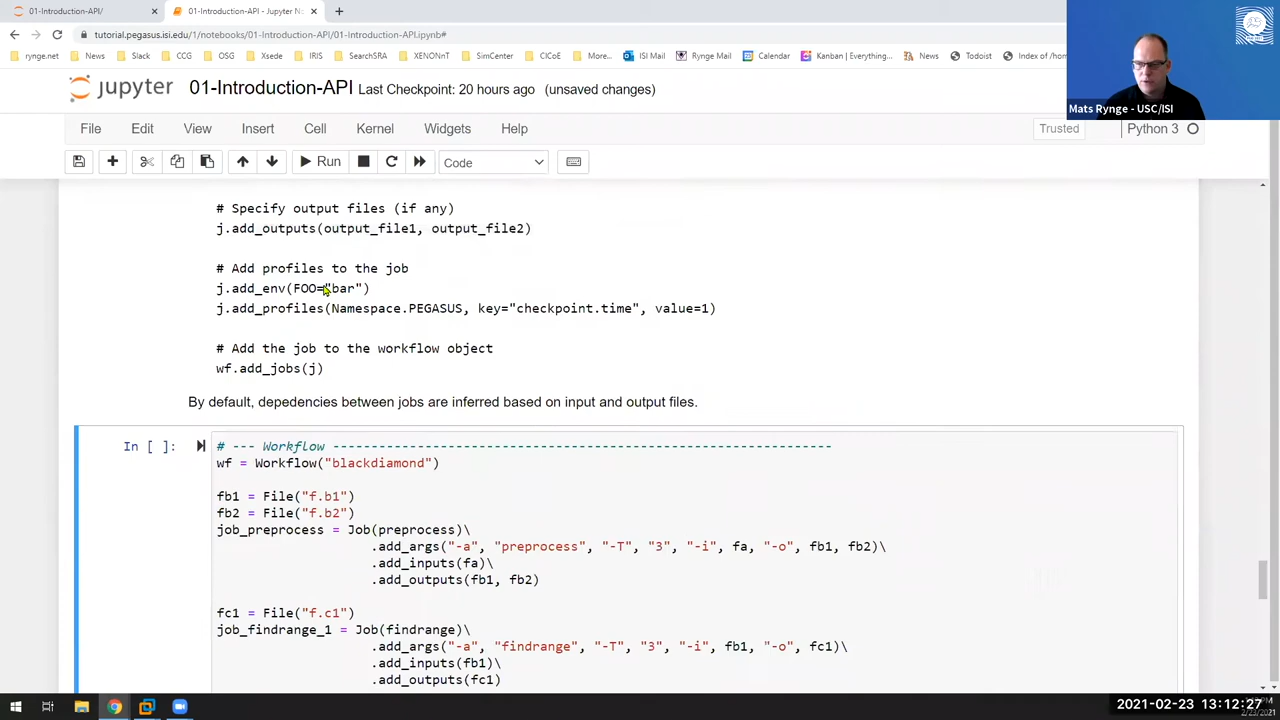 01-Introduction-API/
01-Introduction-API - Jupyter N
tutorial.pegasus.isi.edu/1/notebooks/01-Introduction-API/01-Introduction-API.ipynb#
rynge.net News Slack CCG OSG Xsede IRIS SearchSRA XENONnT SimCenter CICoE More... ISI Mail Rynge Mail Calendar Kanban | Everything... News Todoist Index of /hom
jupyter 01-Introduction-API Last Checkpoint: 20 hours ago (unsaved changes)
Mats Rynge - USC/ISI
File Edit View Insert Cell Kernel Widgets Help Trusted Python 3
Run Code
# Specify output files (if any)
j.add_outputs(output_file1, output_file2)
# Add profiles to the job
j.add_env(FOO="bar")
j.add_profiles(Namespace.PEGASUS, key="checkpoint.time", value=1)
# Add the job to the workflow object
wf.add_jobs(j)
By default, depedencies between jobs are inferred based on input and output files.
In [ ]:
# --- Workflow -----------------------------------------------------------------
wf = Workflow("blackdiamond")
fb1 = File("f.b1")
fb2 = File("f.b2")
job_preprocess = Job(preprocess)\
.add_args("-a", "preprocess", "-T", "3", "-i", fa, "-o", fb1, fb2)\
.add_inputs(fa)\
.add_outputs(fb1, fb2)
fc1 = File("f.c1")
job_findrange_1 = Job(findrange)\
.add_args("-a", "findrange", "-T", "3", "-i", fb1, "-o", fc1)\
.add_inputs(fb1)\
.add_outputs(fc1)
2021-02-23 13:12:27